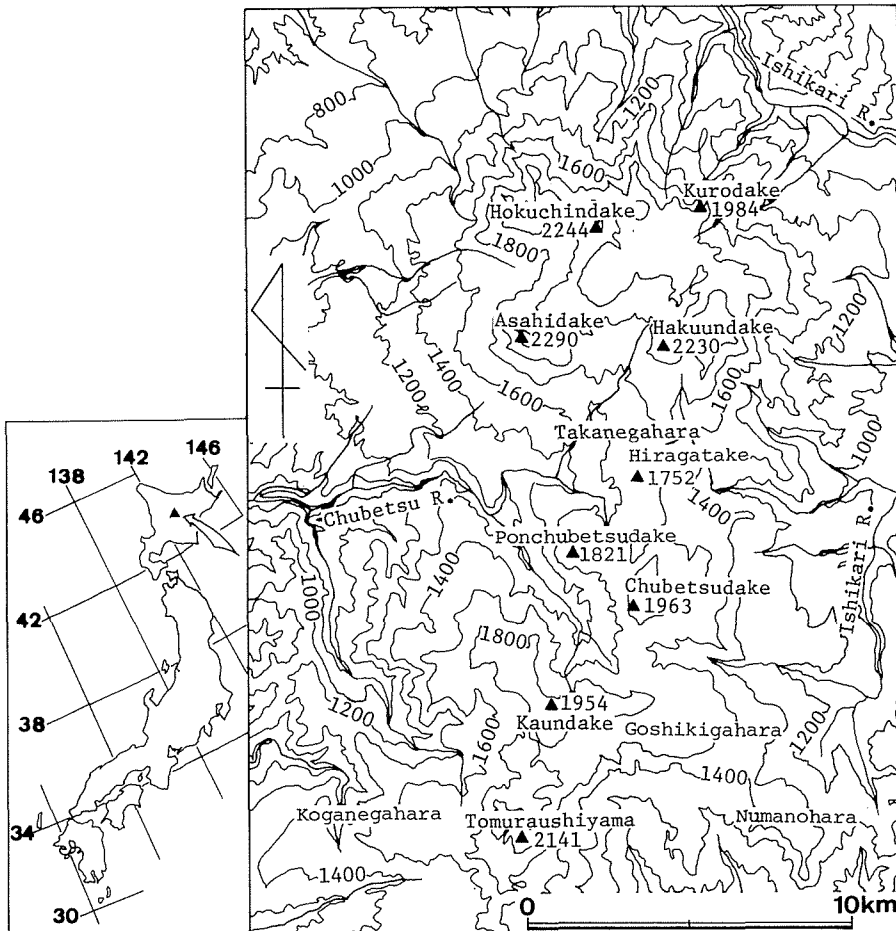 Ishikari R.
1200
800
1600
1000
Kurodake
1984
Hokuchindake
2244
1800
Asahidake
2290
Hakuundake
2230
1200
1400
1200
1600
1600
Takanegahara
1000
Hiragatake
1752
1400
Chubetsu R.
Ponchubetsudake
1821
1400
1000
Chubetsudake
1963
Ishikari R.
1800
1954
Kaundake
1200
Goshikigahara
1200
1600
1400
Koganegahara
Tomuraushiyama
2141
Numanohara
1400
0
10km
142
146
138
46
42
38
34
30